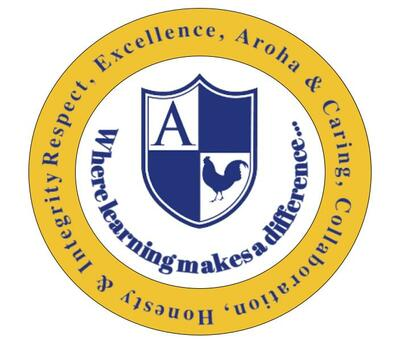 Respect, Excellence, Aroha & Caring, Collaboration, Honesty & Integrity
A
Where learning makes a difference...